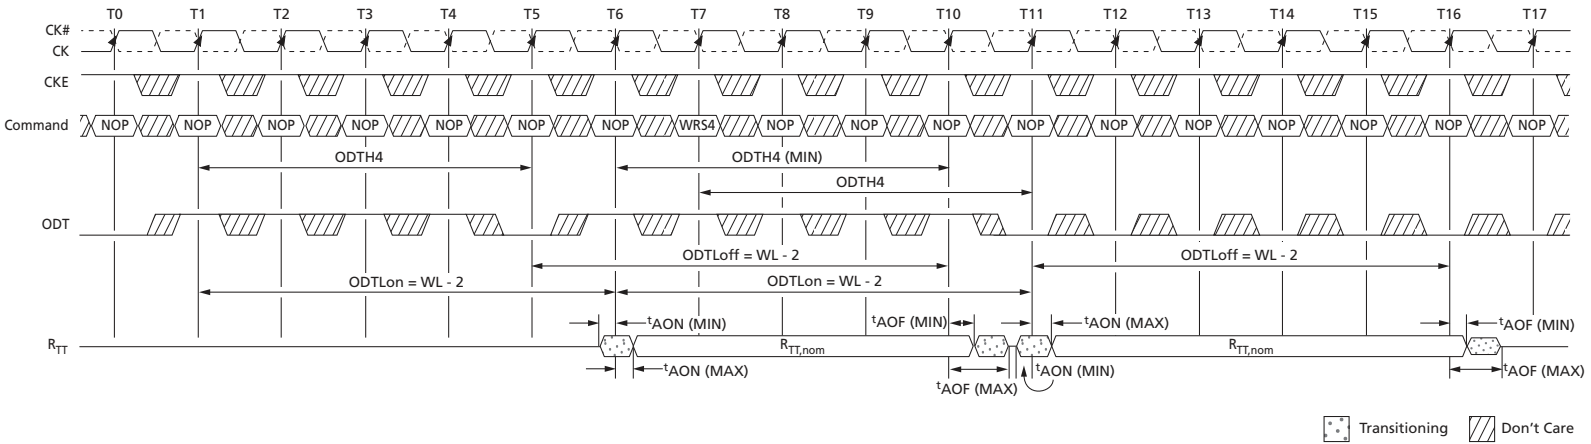 T0 T1 T2 T3 T4 T5 T6 T7 T8 T9 T10 T11 T12 T13 T14 T15 T16 T17
CK#
CK
CKE
Command NOP NOP NOP NOP NOP NOP NOP WRS4 NOP NOP NOP NOP NOP NOP NOP NOP NOP NOP
ODTH4 ODTH4 (MIN)
ODTH4
ODT
ODTLoff = WL - 2 ODTLoff = WL - 2
ODTLon = WL - 2 ODTLon = WL - 2
tAON (MIN) tAOF (MIN) tAON (MAX) tAOF (MIN)
RTT RTT,nom RTT,nom
tAON (MAX) tAON (MIN) tAOF (MAX)
tAOF (MAX)
Transitioning Don't Care